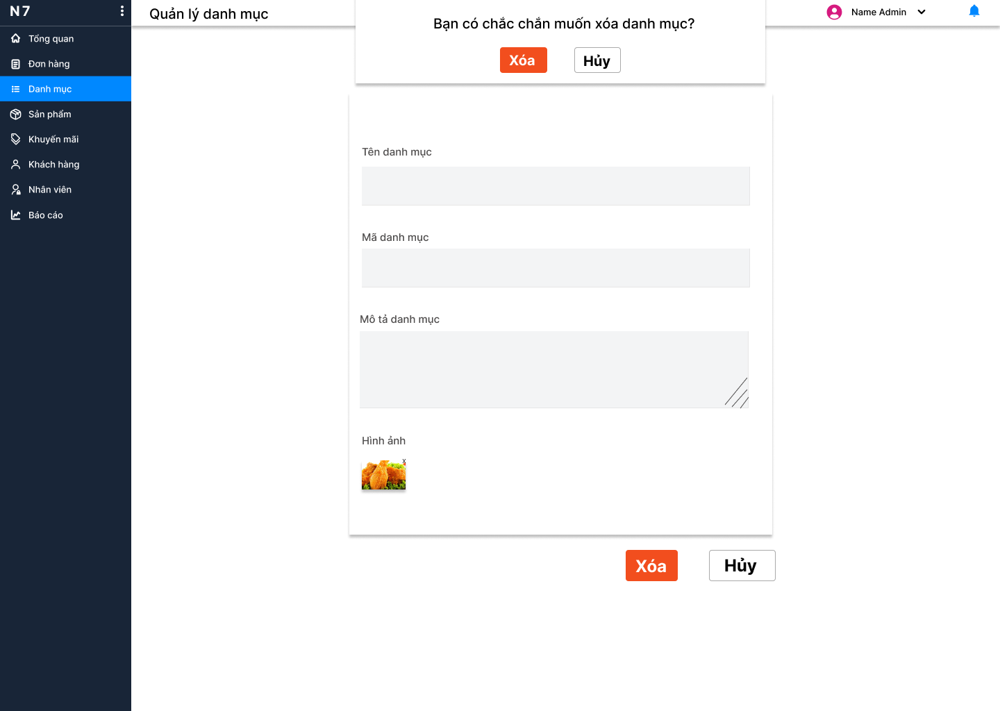 N7
Quản lý danh mục
Name Admin
Bạn có chắc chắn muốn xóa danh mục?
Xóa
Hủy
Tổng quan
Đơn hàng
Danh mục
Sản phẩm
Khuyến mãi
Khách hàng
Nhân viên
Báo cáo
Tên danh mục
Mã danh mục
Mô tả danh mục
Hình ảnh
X
Xóa
Hủy